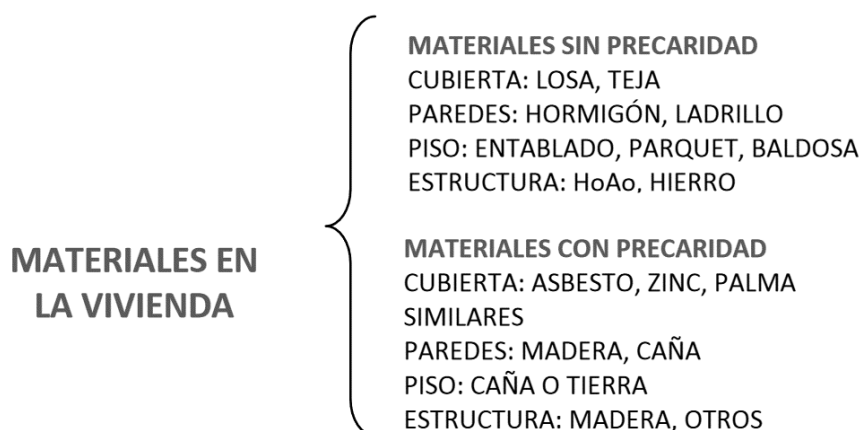 MATERIALES SIN PRECARIDAD
CUBIERTA: LOSA, TEJA
PAREDES: HORMIGÓN, LADRILLO
PISO: ENTABLADO, PARQUET, BALDOSA
ESTRUCTURA: HoAo, HIERRO
MATERIALES EN
LA VIVIENDA
MATERIALES CON PRECARIDAD
CUBIERTA: ASBESTO, ZINC, PALMA
SIMILARES
PAREDES: MADERA, CAÑA
PISO: CAÑA O TIERRA
ESTRUCTURA: MADERA, OTROS